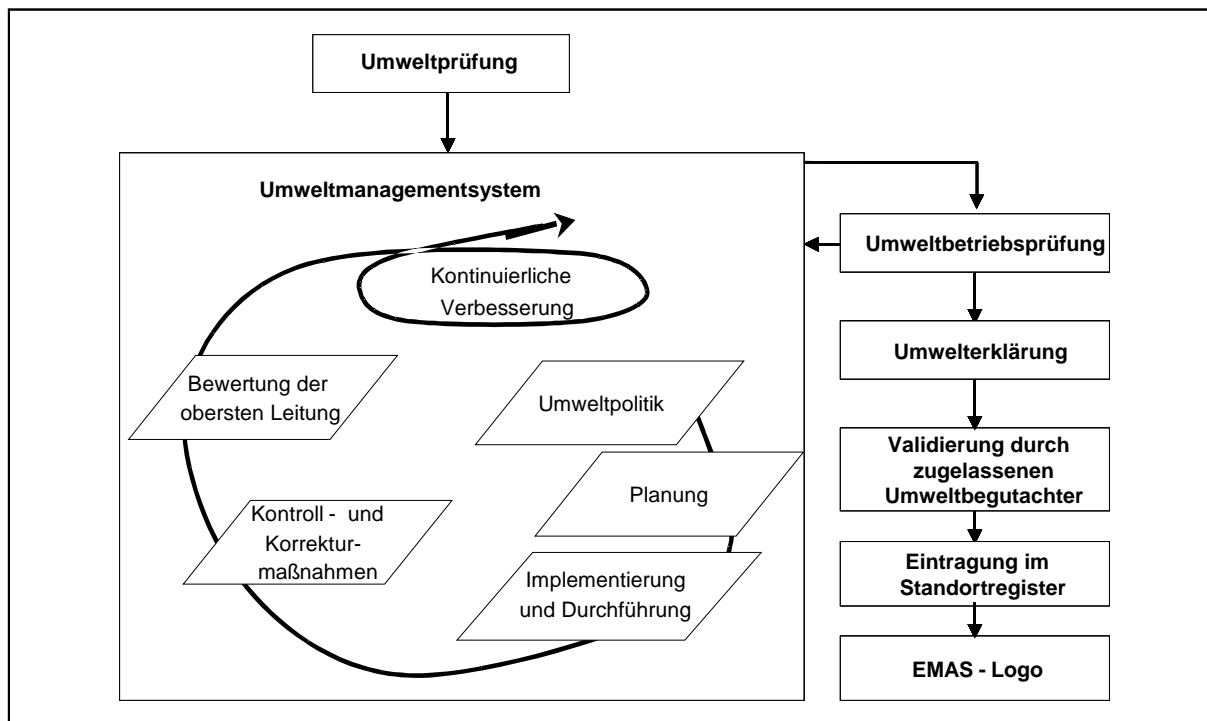 Umweltprüfung
Umweltmanagementsystem
Kontinuierliche
Verbesserung
Bewertung der
obersten Leitung
Umweltpolitik
Planung
Kontroll - und
Korrektur-
maßnahmen
Implementierung
und Durchführung
Umweltbetriebsprüfung
Umwelterklärung
Validierung durch
zugelassenen
Umweltbegutachter
Eintragung im
Standortregister
EMAS - Logo